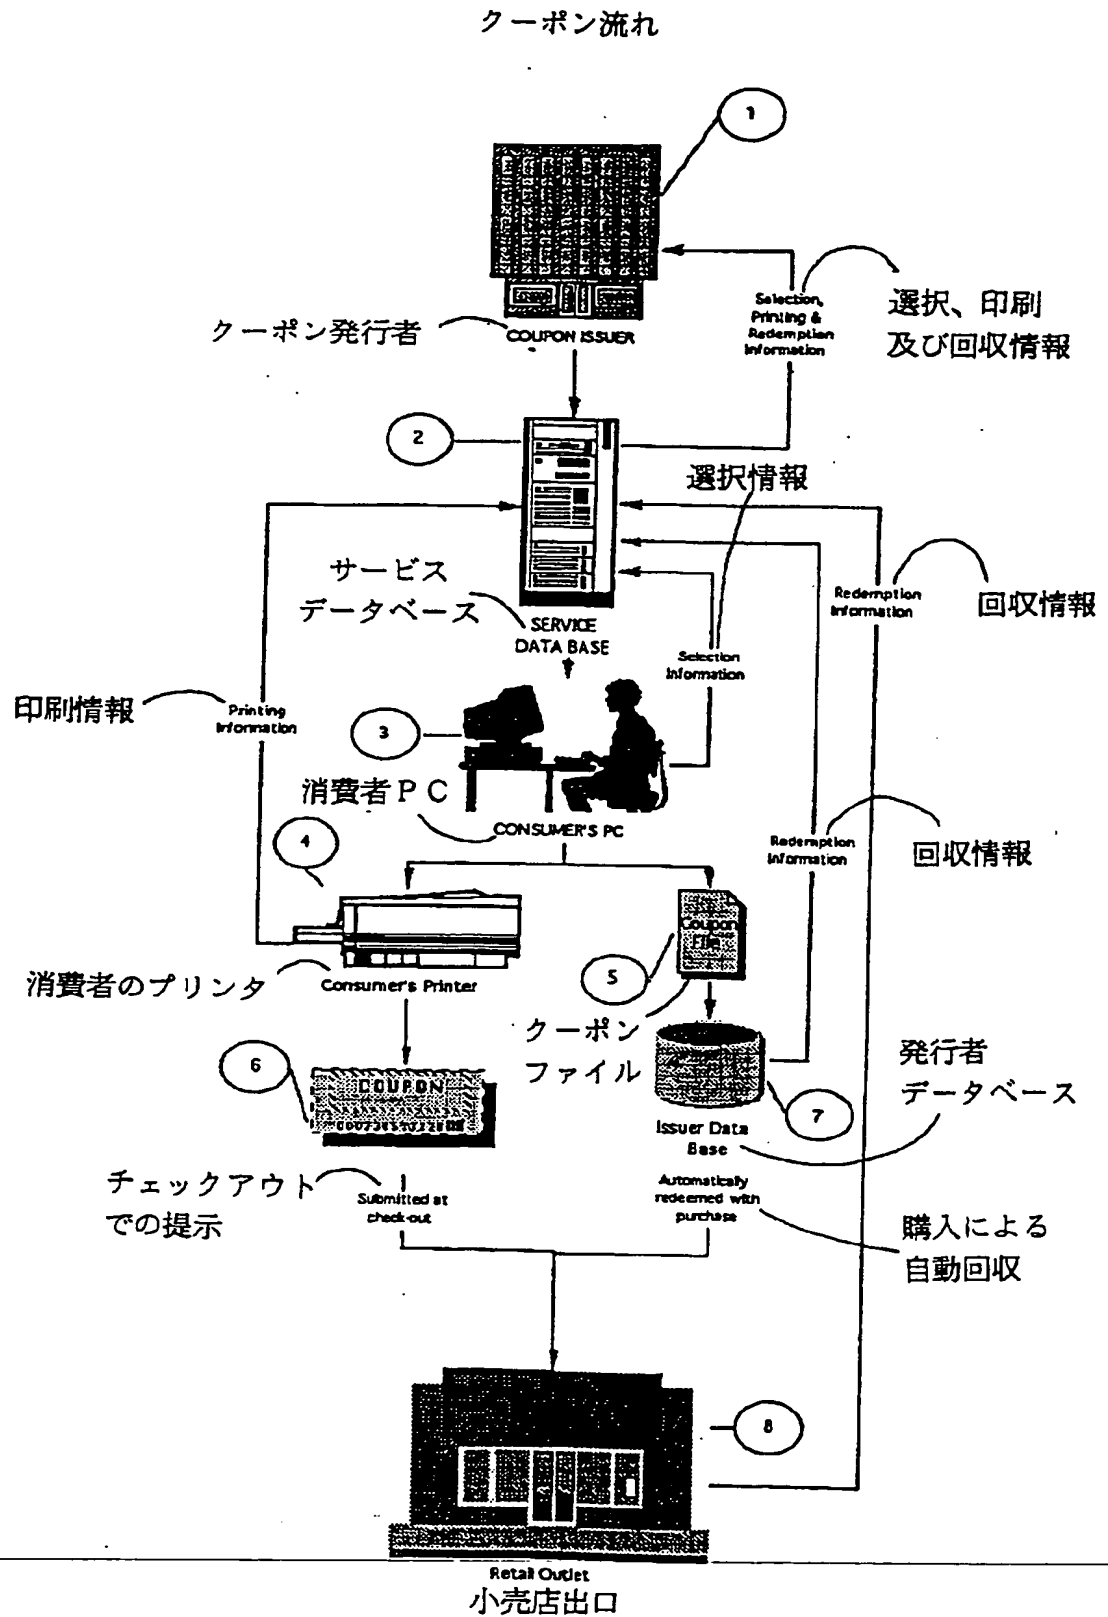 クーポン流れ
1
クーポン発行者
COUPON ISSUER
Selection,
Printing &
Redemption
Information
選択、印刷
及び回収情報
2
選択情報
サービス
データベース
SERVICE
DATA BASE
Selection
Information
Redemption
Information
回収情報
印刷情報
Printing
Information
3
消費者PC
CONSUMER'S PC
4
Redemption
Information
回収情報
Coupon
File
消費者のプリンタ
Consumer's Printer
5
クーポン
ファイル
6
COUPON
発行者
データベース
7
Issuer Data
Base
チェックアウト
での提示
Submitted at
check-out
Automatically
redeemed with
purchase
購入による
自動回収
8
Retail Outlet
小売店出口